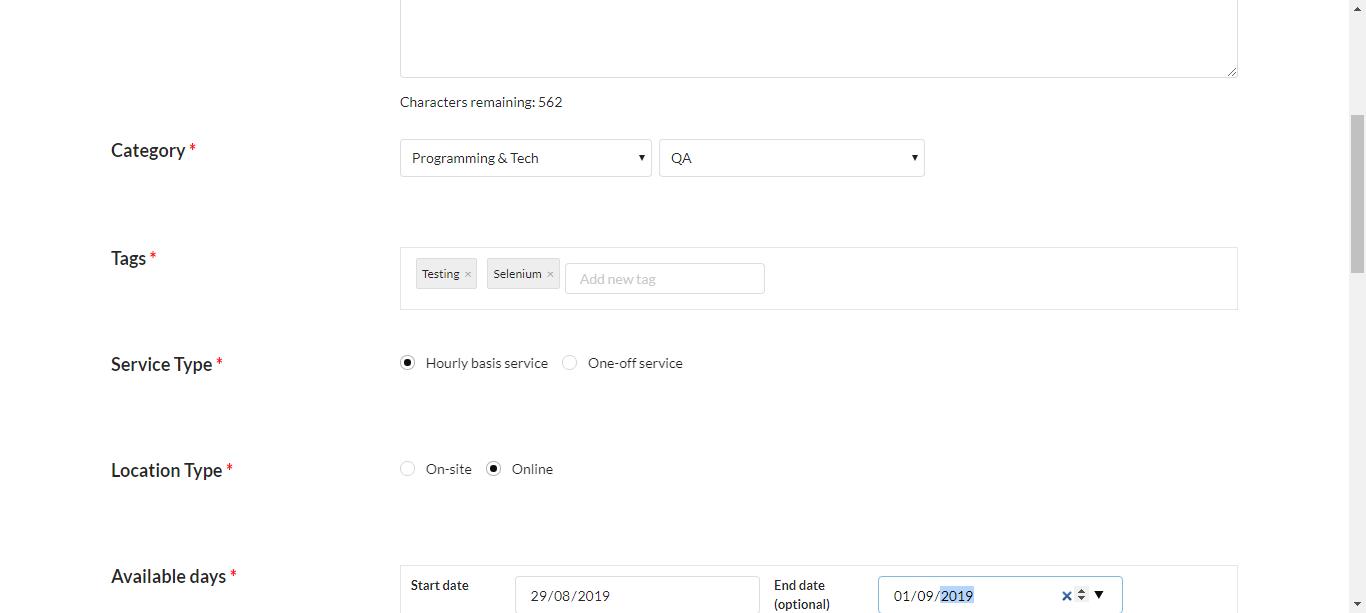 Characters remaining: 562
Category *
Programming & Tech
QA
Tags *
Testing ×
Selenium ×
Add new tag
Service Type *
Hourly basis service
One-off service
Location Type *
On-site
Online
Available days *
Start date
29/08/2019
End date
(optional)
01/09/2019